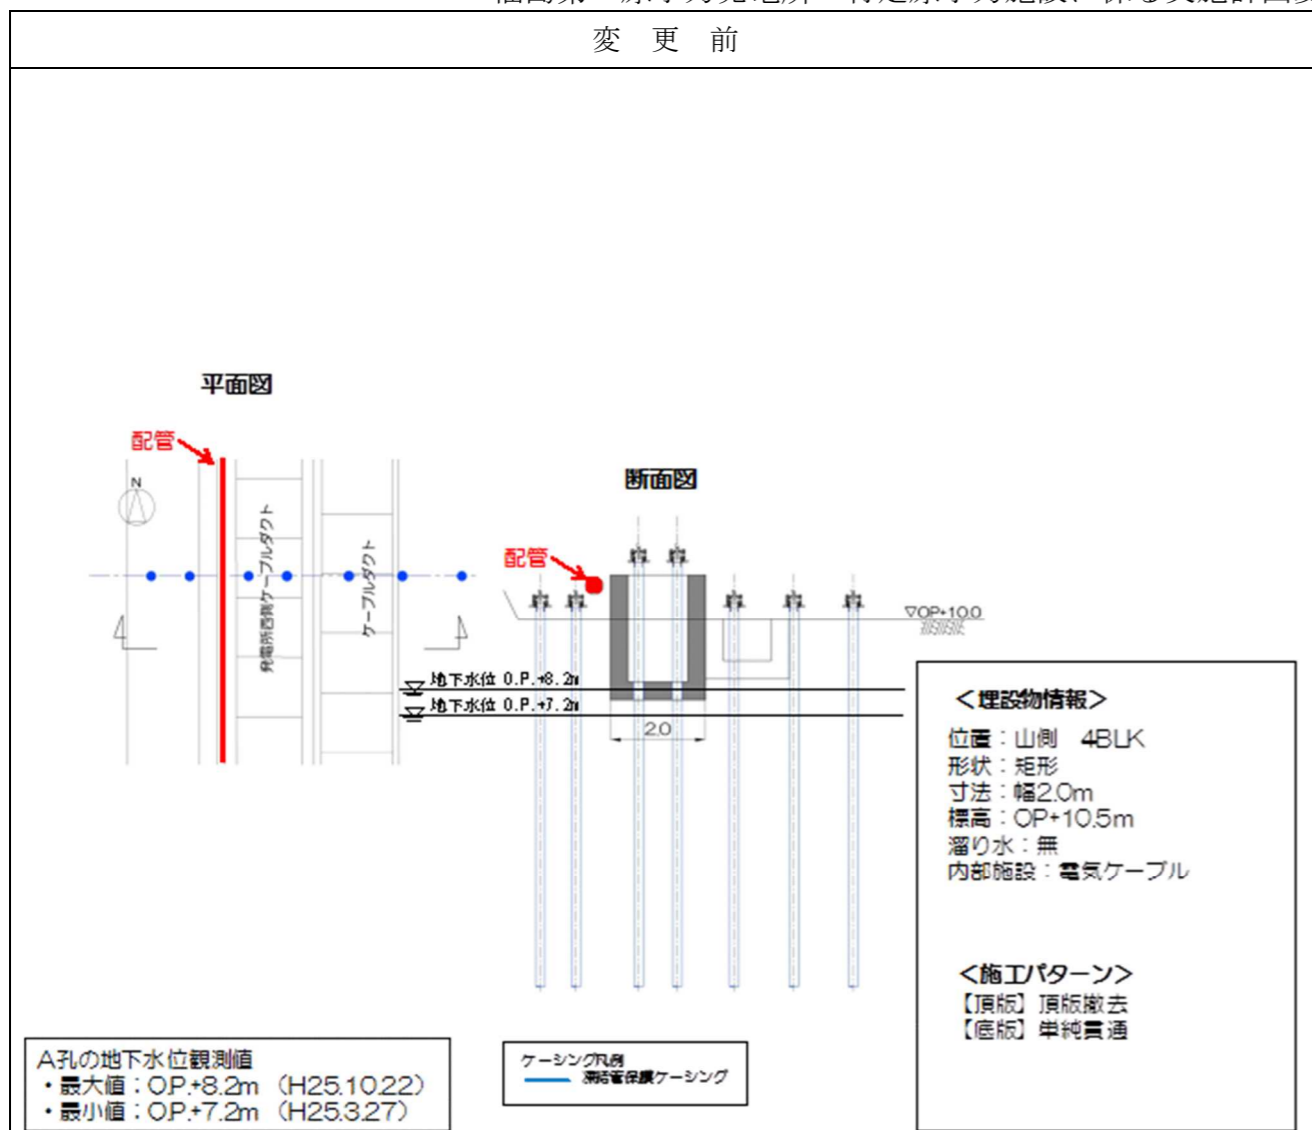 変　更　前
平面図
配管
N
発電所西側ケーブルダクト
ケーブルダクト
断面図
配管
▽OP+10.0
地下水位 O.P.+8.2m
地下水位 O.P.+7.2m
2.0
＜埋設物情報＞
位置：山側　4BLK
形状：矩形
寸法：幅2.0m
標高：OP+10.5m
溜り水：無
内部施設：電気ケーブル
＜施工パターン＞
【頂版】頂版撤去
【底版】単純貫通
A孔の地下水位観測値
・最大値：O.P.+8.2m （H25.10.22）
・最小値：O.P.+7.2m （H25.3.27）
ケーシング凡例
凍結管保護ケーシング